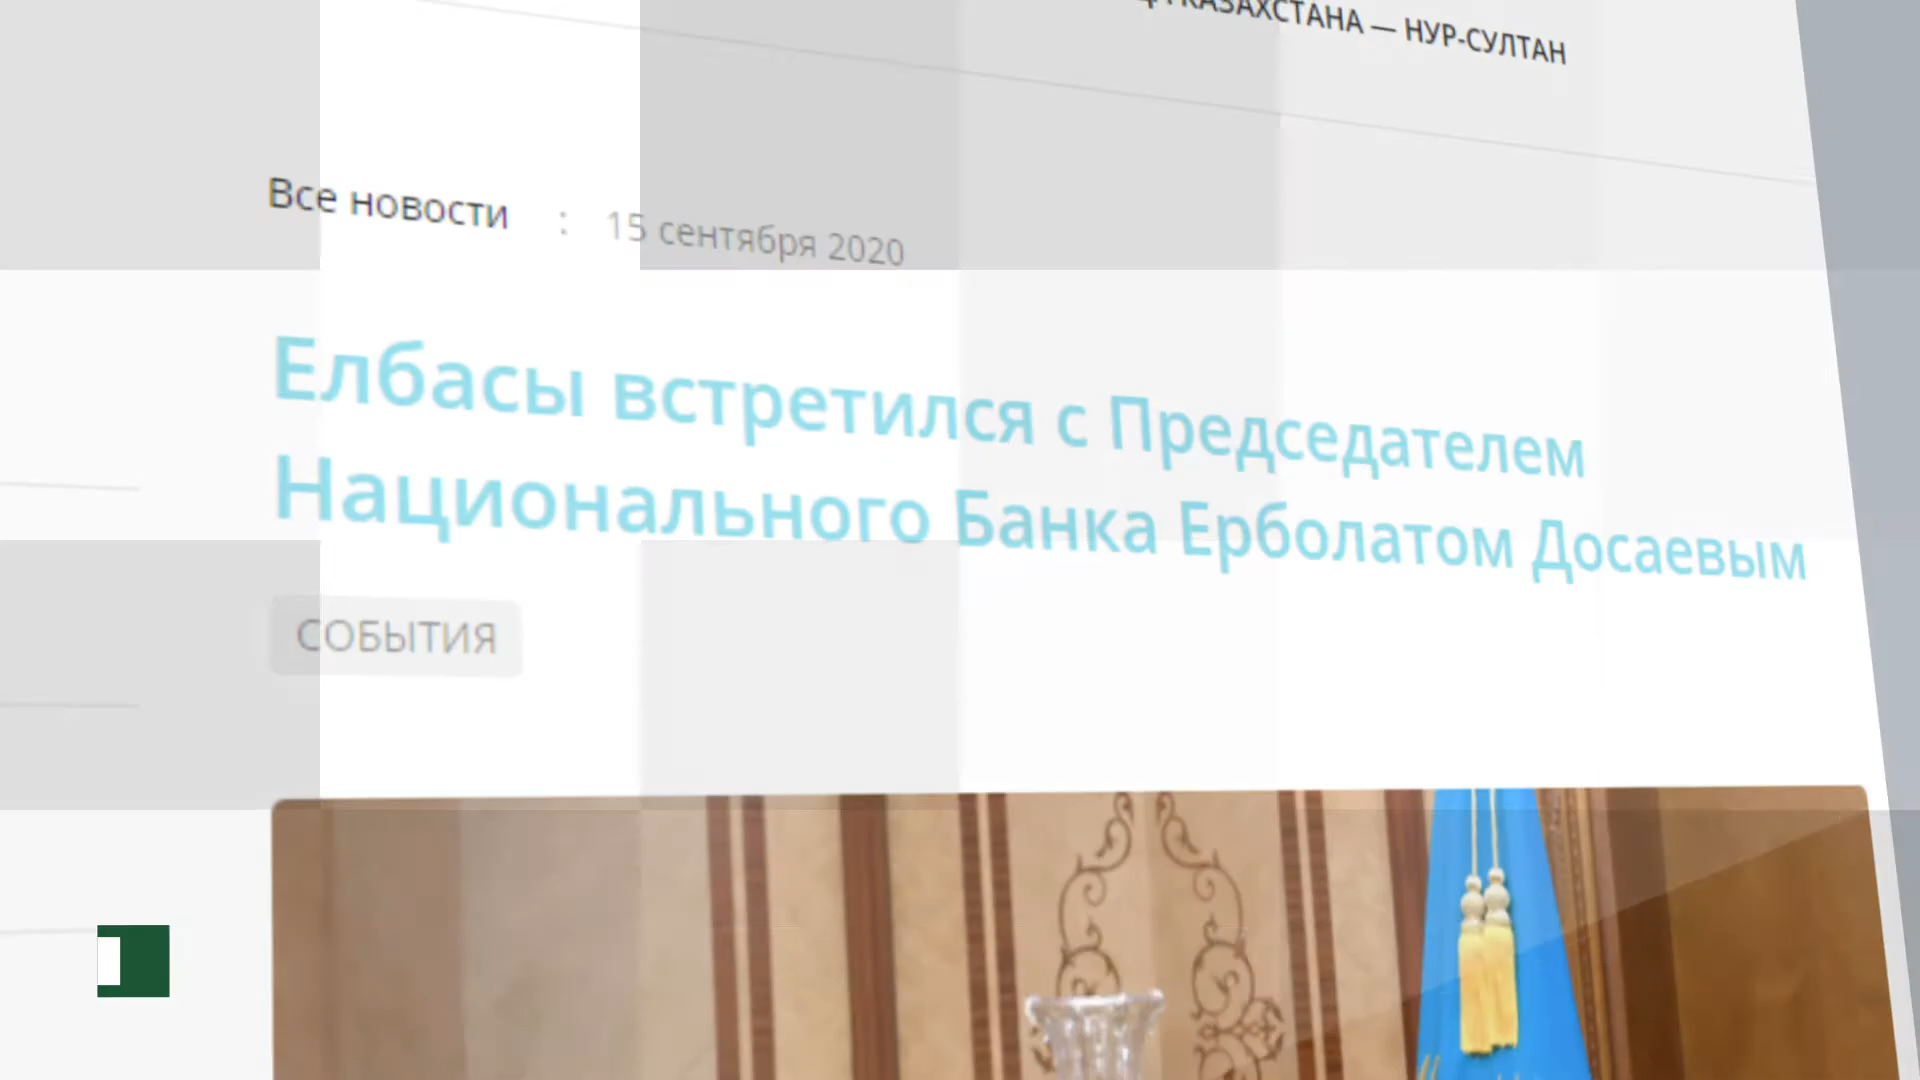 КАЗАХСТАНА — НУР-СУЛТАН
Все новости : 15 сентября 2020
Елбасы встретился с Председателем
Национального Банка Ерболатом Досаевым
СОБЫТИЯ